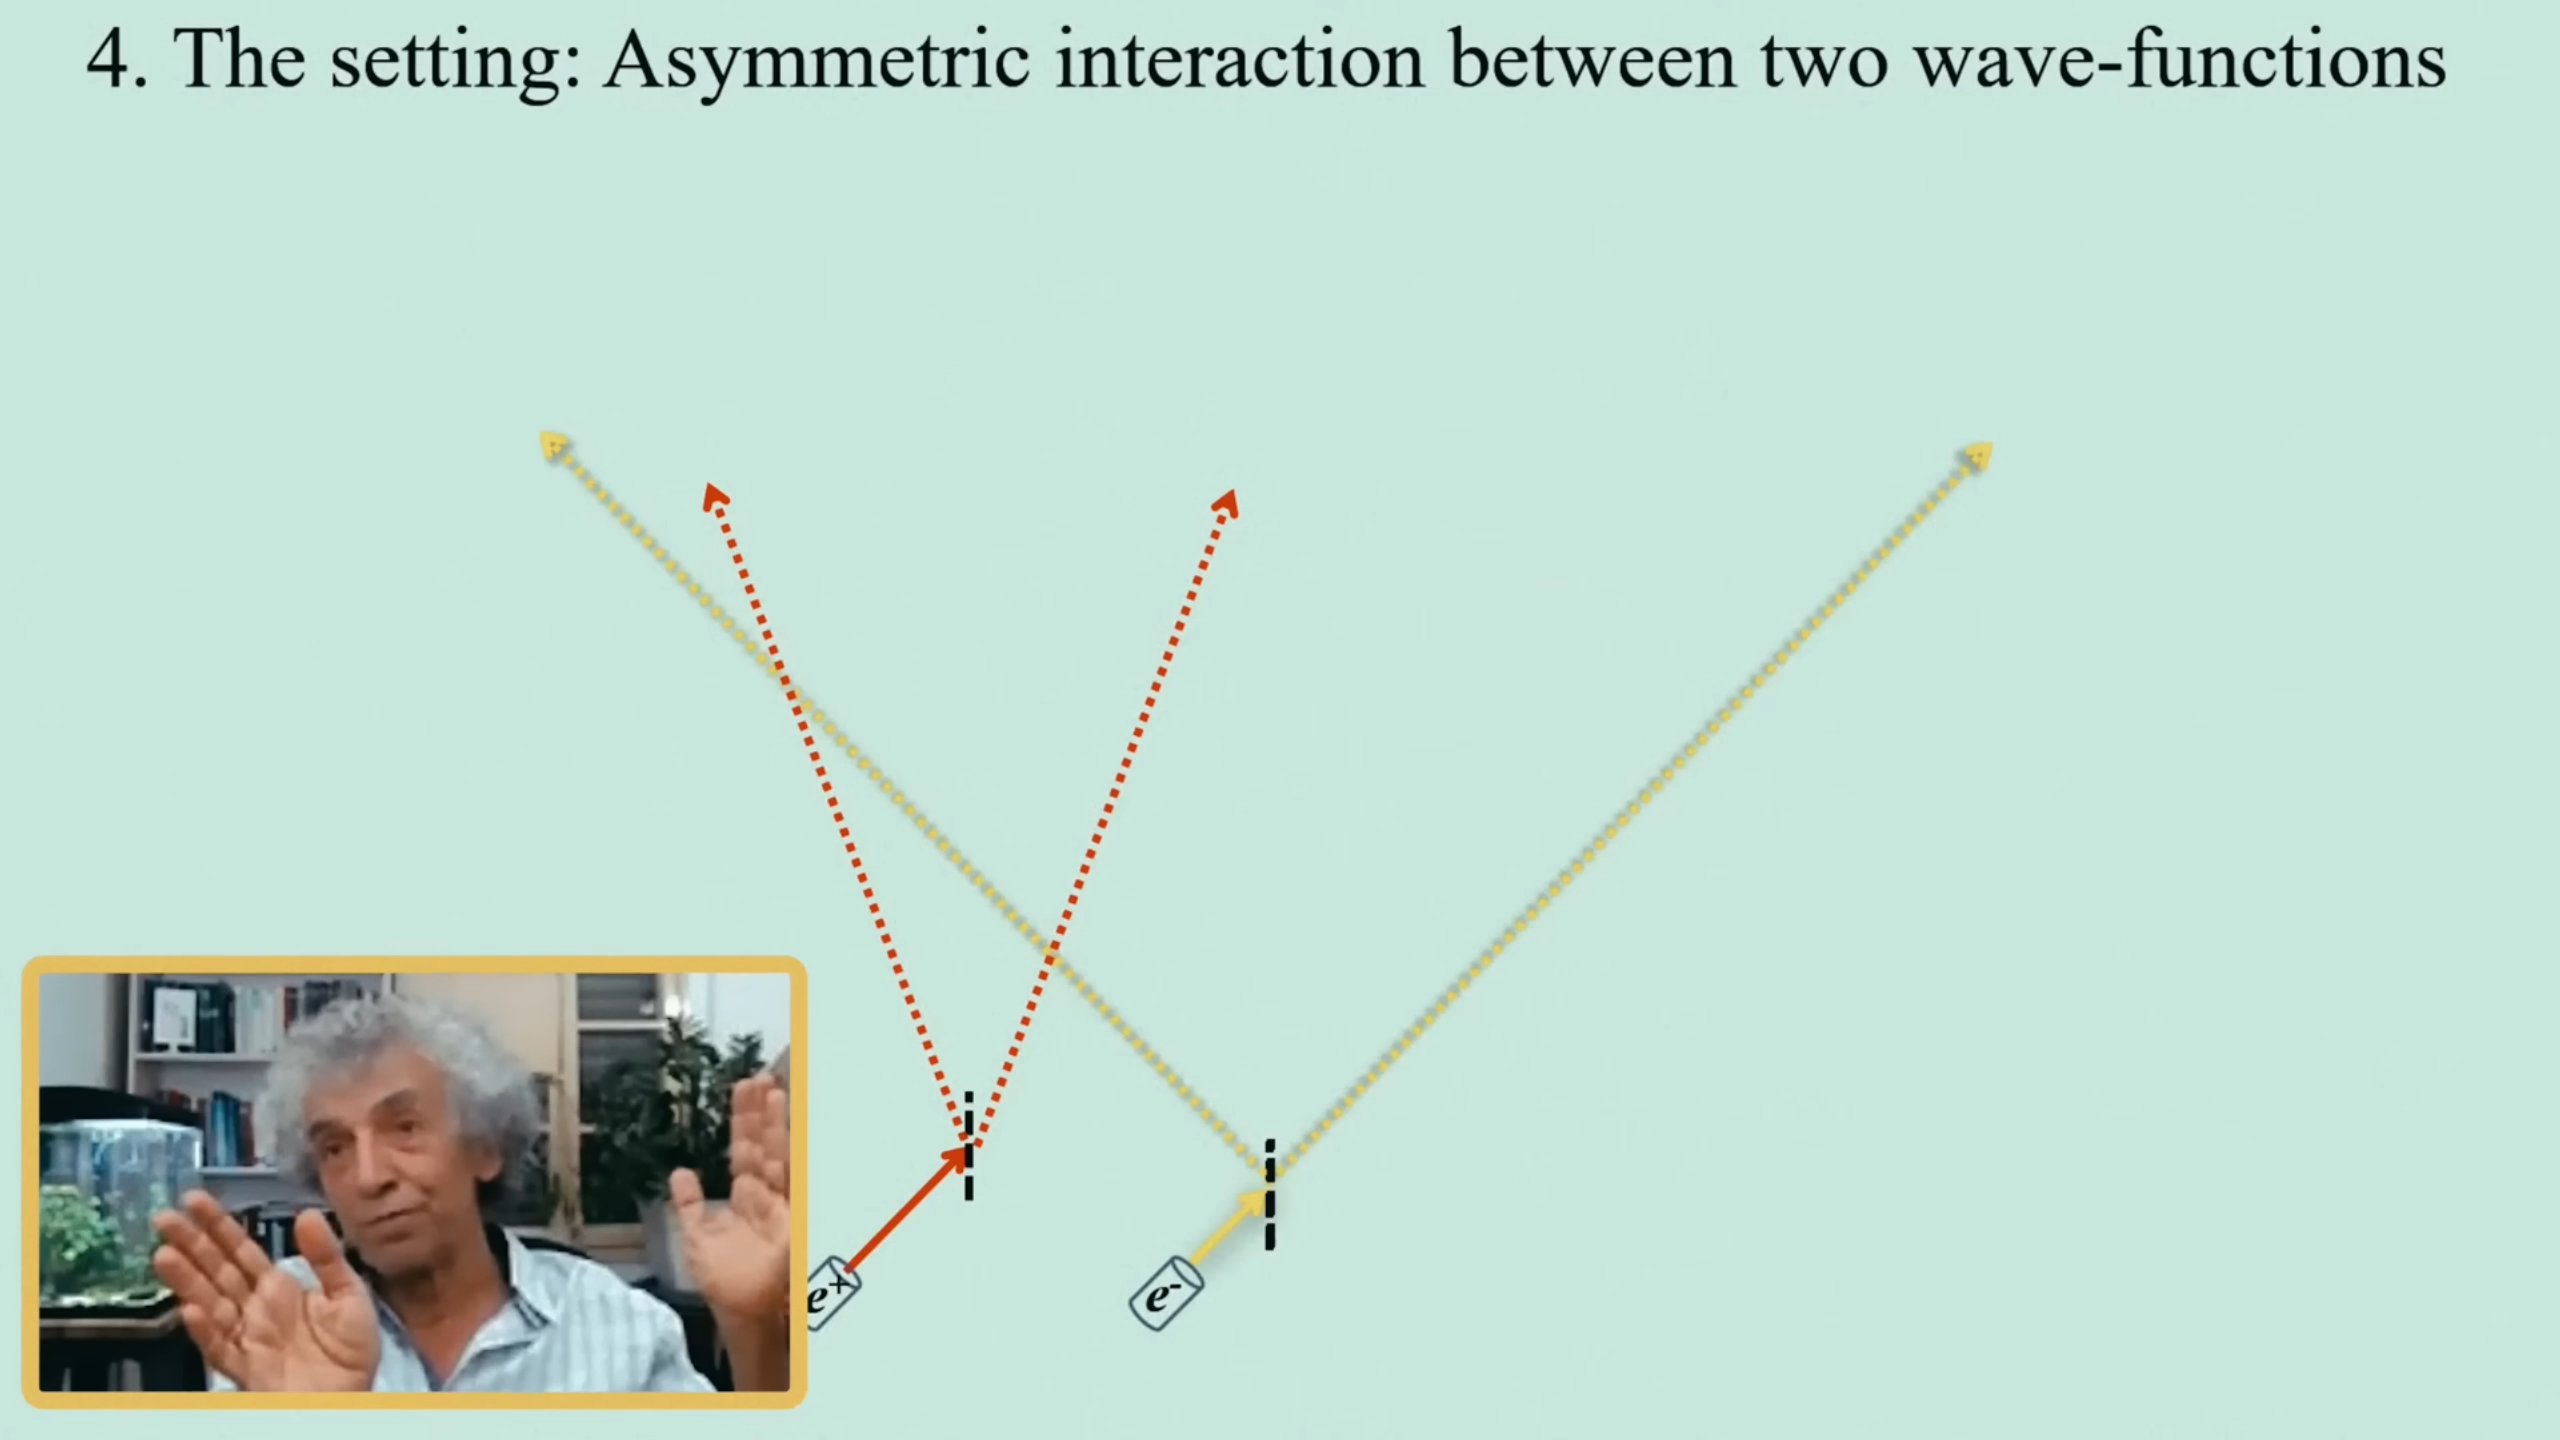 4. The setting: Asymmetric interaction between two wave-functions
e+
e-